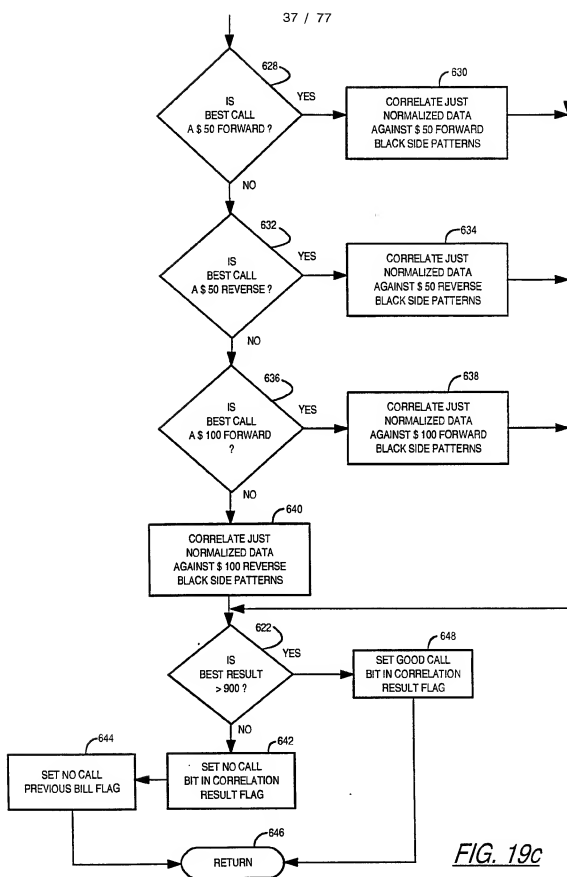 37 / 77
628
IS
BEST CALL
A $ 50 FORWARD ?
YES
NO
630
CORRELATE JUST
NORMALIZED DATA
AGAINST $ 50 FORWARD
BLACK SIDE PATTERNS
632
IS
BEST CALL
A $ 50 REVERSE ?
YES
NO
634
CORRELATE JUST
NORMALIZED DATA
AGAINST $ 50 REVERSE
BLACK SIDE PATTERNS
636
IS
BEST CALL
A $ 100 FORWARD
?
YES
NO
638
CORRELATE JUST
NORMALIZED DATA
AGAINST $ 100 FORWARD
BLACK SIDE PATTERNS
640
CORRELATE JUST
NORMALIZED DATA
AGAINST $ 100 REVERSE
BLACK SIDE PATTERNS
622
IS
BEST RESULT
> 900 ?
YES
NO
648
SET GOOD CALL
BIT IN CORRELATION
RESULT FLAG
644
SET NO CALL
PREVIOUS BILL FLAG
642
SET NO CALL
BIT IN CORRELATION
RESULT FLAG
646
RETURN
FIG. 19c